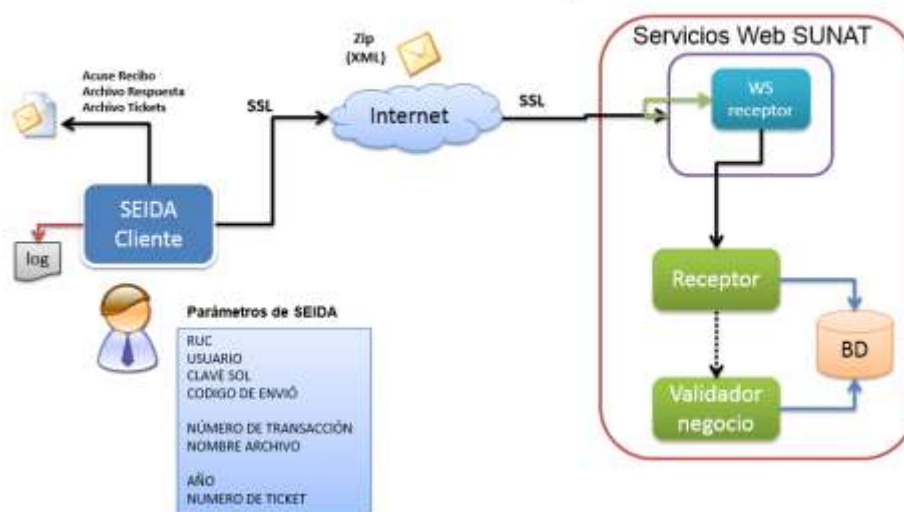 Servicios Web SUNAT
Zip
(XML)
Acuse Recibo
Archivo Respuesta
Archivo Tickets
SSL
Internet
SSL
WS
receptor
SEIDA
Cliente
log
Receptor
BD
Validador
negocio
Parámetros de SEIDA
RUC
USUARIO
CLAVE SOL
CODIGO DE ENVIÓ
NÚMERO DE TRANSACCIÓN
NOMBRE ARCHIVO
AÑO
NUMERO DE TICKET